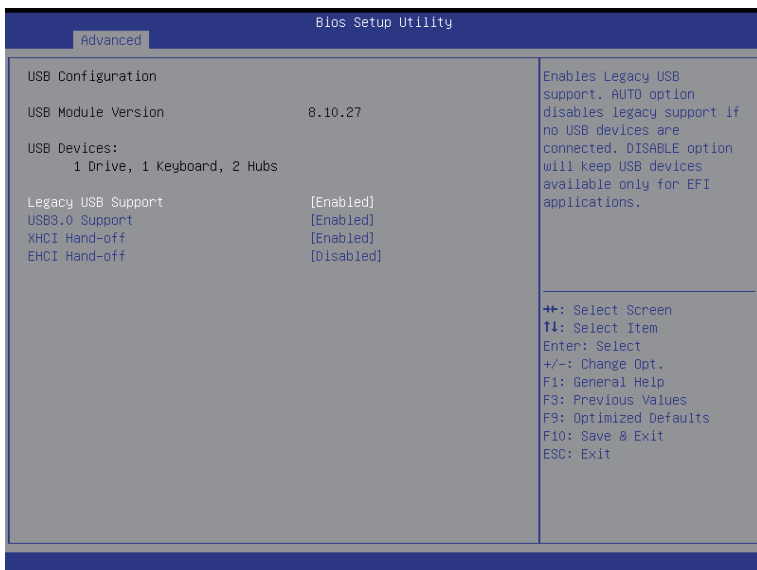 Bios Setup Utility
Advanced
USB Configuration
USB Module Version 8.10.27
USB Devices:
1 Drive, 1 Keyboard, 2 Hubs
Legacy USB Support [Enabled]
USB3.0 Support [Enabled]
XHCI Hand-off [Enabled]
EHCI Hand-off [Disabled]
Enables Legacy USB
support. AUTO option
disables legacy support if
no USB devices are
connected. DISABLE option
will keep USB devices
available only for EFI
applications.
→←: Select Screen
↑↓: Select Item
Enter: Select
+/-: Change Opt.
F1: General Help
F3: Previous Values
F9: Optimized Defaults
F10: Save & Exit
ESC: Exit